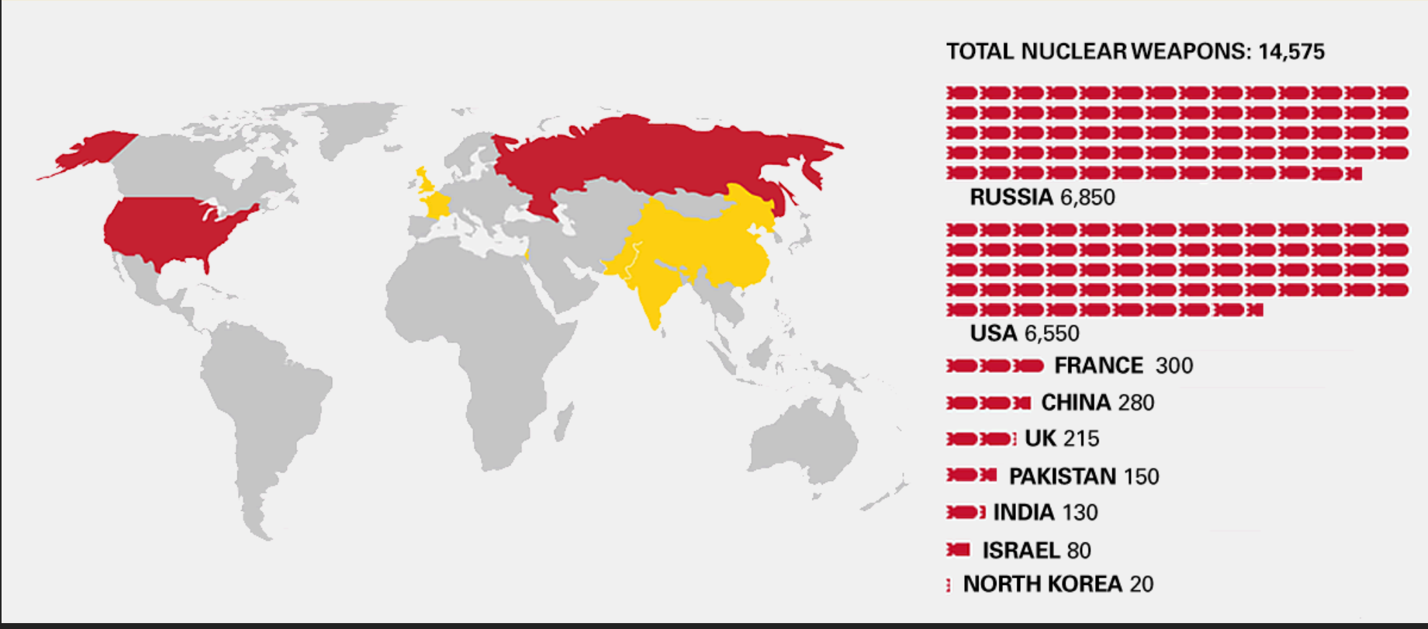 TOTAL NUCLEAR WEAPONS: 14,575
RUSSIA 6,850
USA 6,550
FRANCE 300
CHINA 280
UK 215
PAKISTAN 150
INDIA 130
ISRAEL 80
NORTH KOREA 20